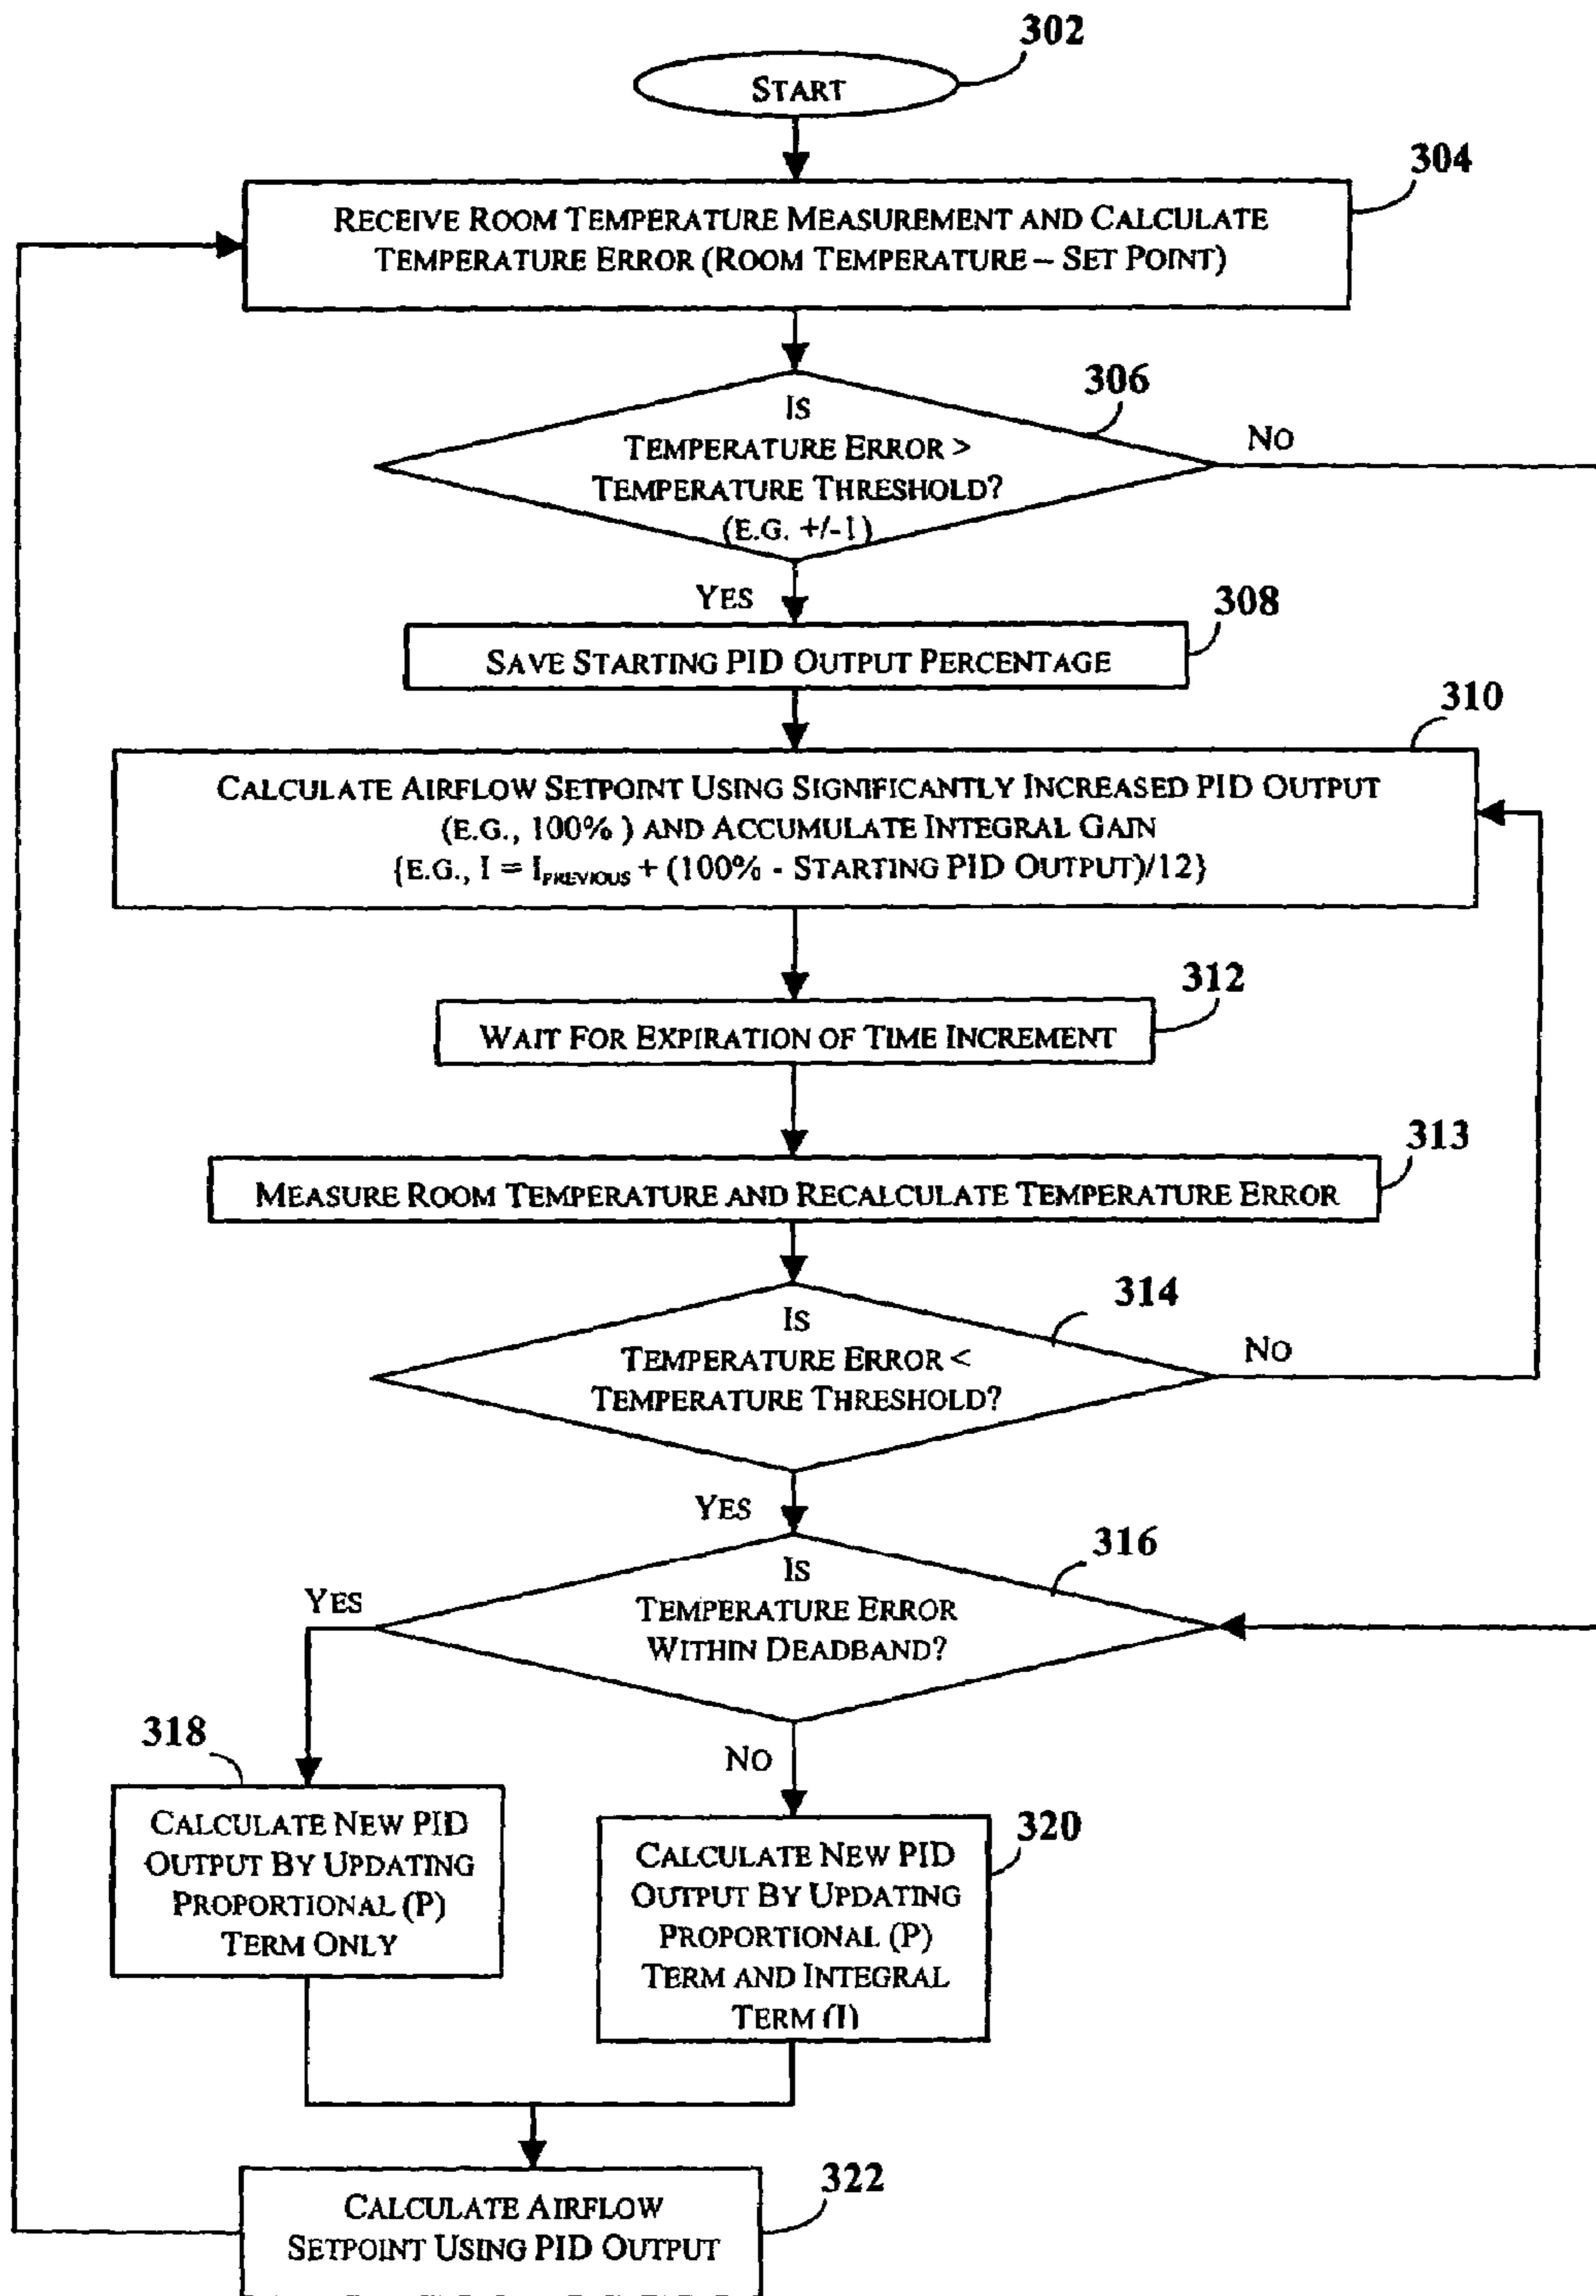 302
START
304
RECEIVE ROOM TEMPERATURE MEASUREMENT AND CALCULATE
TEMPERATURE ERROR (ROOM TEMPERATURE – SET POINT)
306
IS
TEMPERATURE ERROR >
TEMPERATURE THRESHOLD?
(E.G. +/-1)
NO
YES
308
SAVE STARTING PID OUTPUT PERCENTAGE
310
CALCULATE AIRFLOW SETPOINT USING SIGNIFICANTLY INCREASED PID OUTPUT
(E.G., 100% ) AND ACCUMULATE INTEGRAL GAIN
{E.G., I = I PREVIOUS + (100% - STARTING PID OUTPUT)/12}
312
WAIT FOR EXPIRATION OF TIME INCREMENT
313
MEASURE ROOM TEMPERATURE AND RECALCULATE TEMPERATURE ERROR
314
IS
TEMPERATURE ERROR <
TEMPERATURE THRESHOLD?
NO
YES
316
IS
TEMPERATURE ERROR
WITHIN DEADBAND?
YES
NO
318
CALCULATE NEW PID
OUTPUT BY UPDATING
PROPORTIONAL (P)
TERM ONLY
320
CALCULATE NEW PID
OUTPUT BY UPDATING
PROPORTIONAL (P)
TERM AND INTEGRAL
TERM (I)
322
CALCULATE AIRFLOW
SETPOINT USING PID OUTPUT